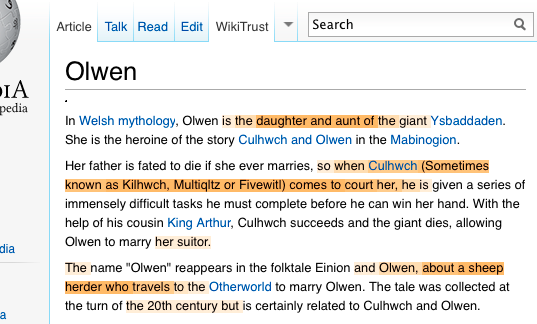 Article Talk Read Edit WikiTrust Search
Olwen
In Welsh mythology, Olwen is the daughter and aunt of the giant Ysbaddaden.
She is the heroine of the story Culhwch and Olwen in the Mabinogion.
Her father is fated to die if she ever marries, so when Culhwch (Sometimes
known as Kilhwch, Multiqltz or Fivewitl) comes to court her, he is given a series of
immensely difficult tasks he must complete before he can win her hand. With the
help of his cousin King Arthur, Culhwch succeeds and the giant dies, allowing
Olwen to marry her suitor.
The name "Olwen" reappears in the folktale Einion and Olwen, about a sheep
herder who travels to the Otherworld to marry Olwen. The tale was collected at
the turn of the 20th century but is certainly related to Culhwch and Olwen.
DIA
pedia
dia
a